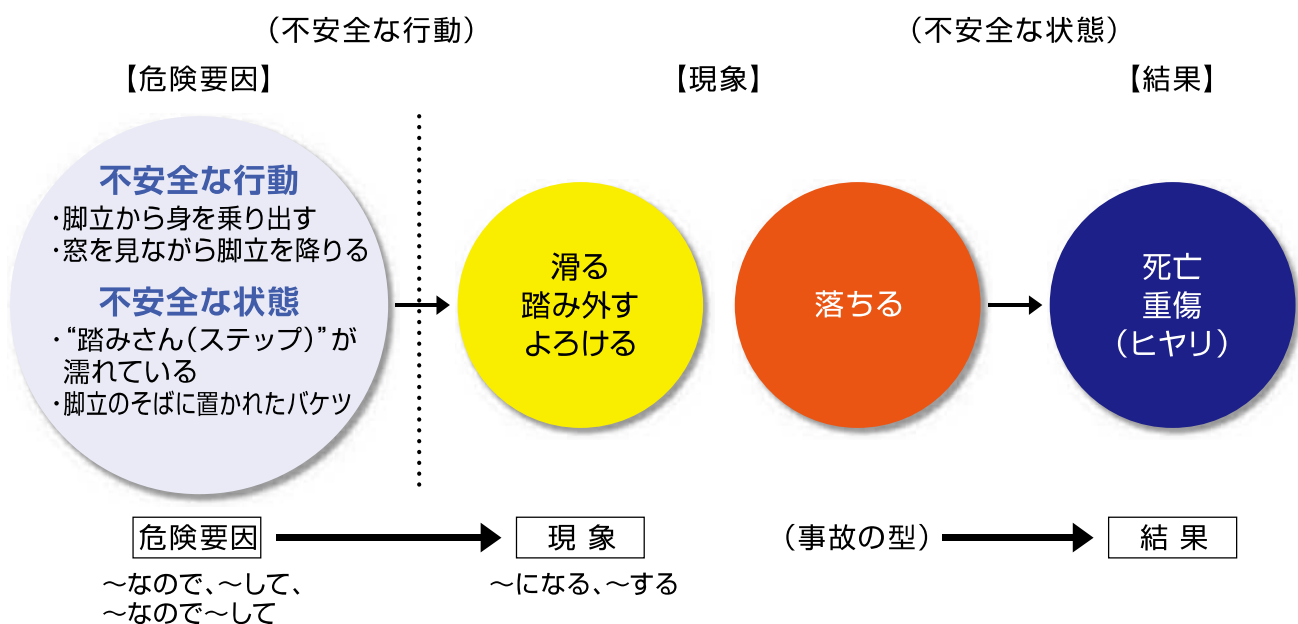 (不安全な行動)
(不安全な状態)
【危険要因】
【現象】
【結果】
不安全な行動
・脚立から身を乗り出す
・窓を見ながら脚立を降りる
不安全な状態
・“踏みさん(ステップ)”が
濡れている
・脚立のそばに置かれたバケツ
滑る
踏み外す
よろける
落ちる
死亡
重傷
(ヒヤリ)
危険要因
現 象
(事故の型)
結 果
～なので、～して、
～なので～して
～になる、～する